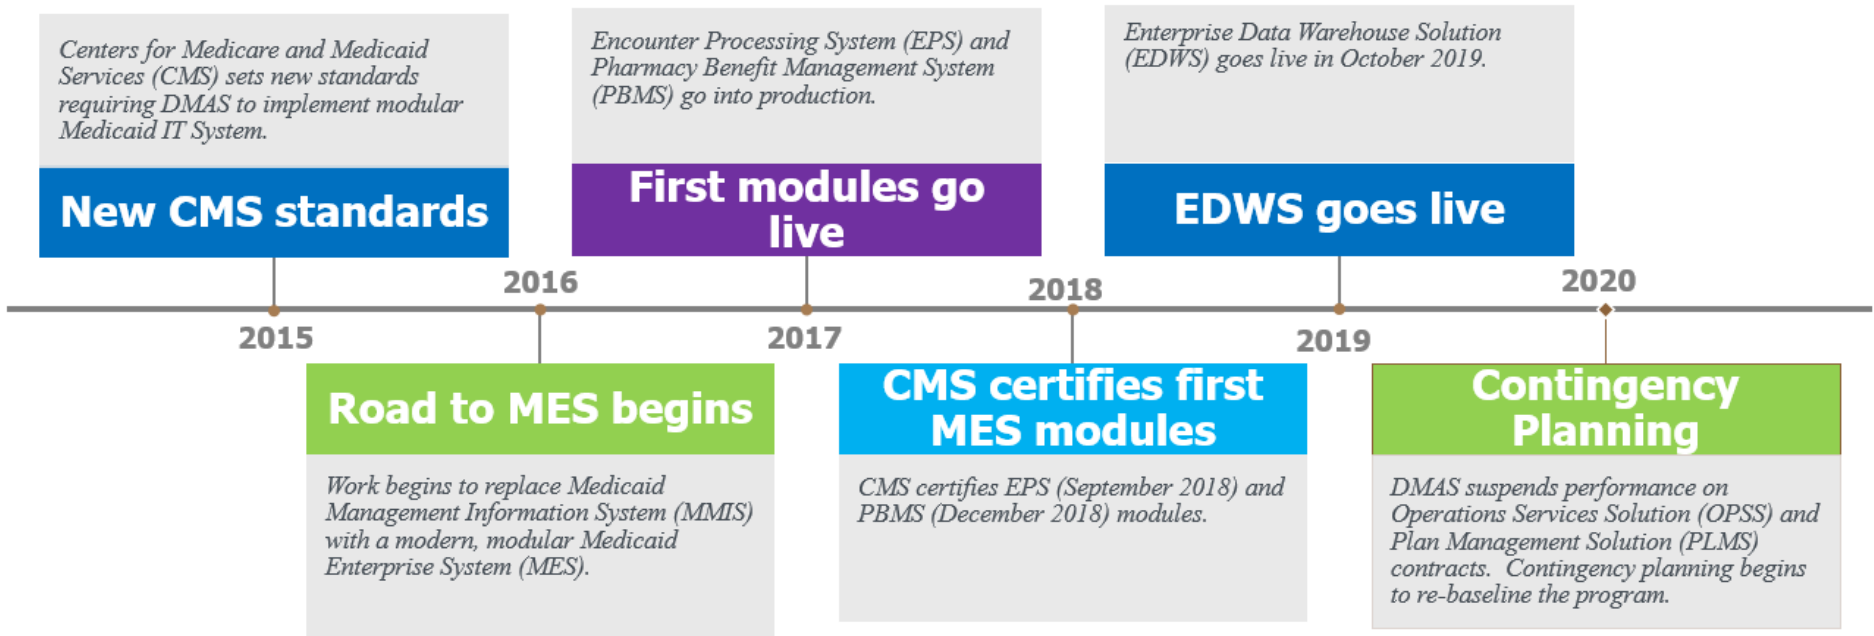 Centers for Medicare and Medicaid
Services (CMS) sets new standards
requiring DMAS to implement modular
Medicaid IT System.
New CMS standards
2015
2016
Road to MES begins
Work begins to replace Medicaid
Management Information System (MMIS)
with a modern, modular Medicaid
Enterprise System (MES).
Encounter Processing System (EPS) and
Pharmacy Benefit Management System
(PBMS) go into production.
First modules go
live
2017
2018
CMS certifies first
MES modules
CMS certifies EPS (September 2018) and
PBMS (December 2018) modules.
Enterprise Data Warehouse Solution
(EDWS) goes live in October 2019.
EDWS goes live
2019
2020
Contingency
Planning
DMAS suspends performance on
Operations Services Solution (OPSS) and
Plan Management Solution (PLMS)
contracts.  Contingency planning begins
to re-baseline the program.